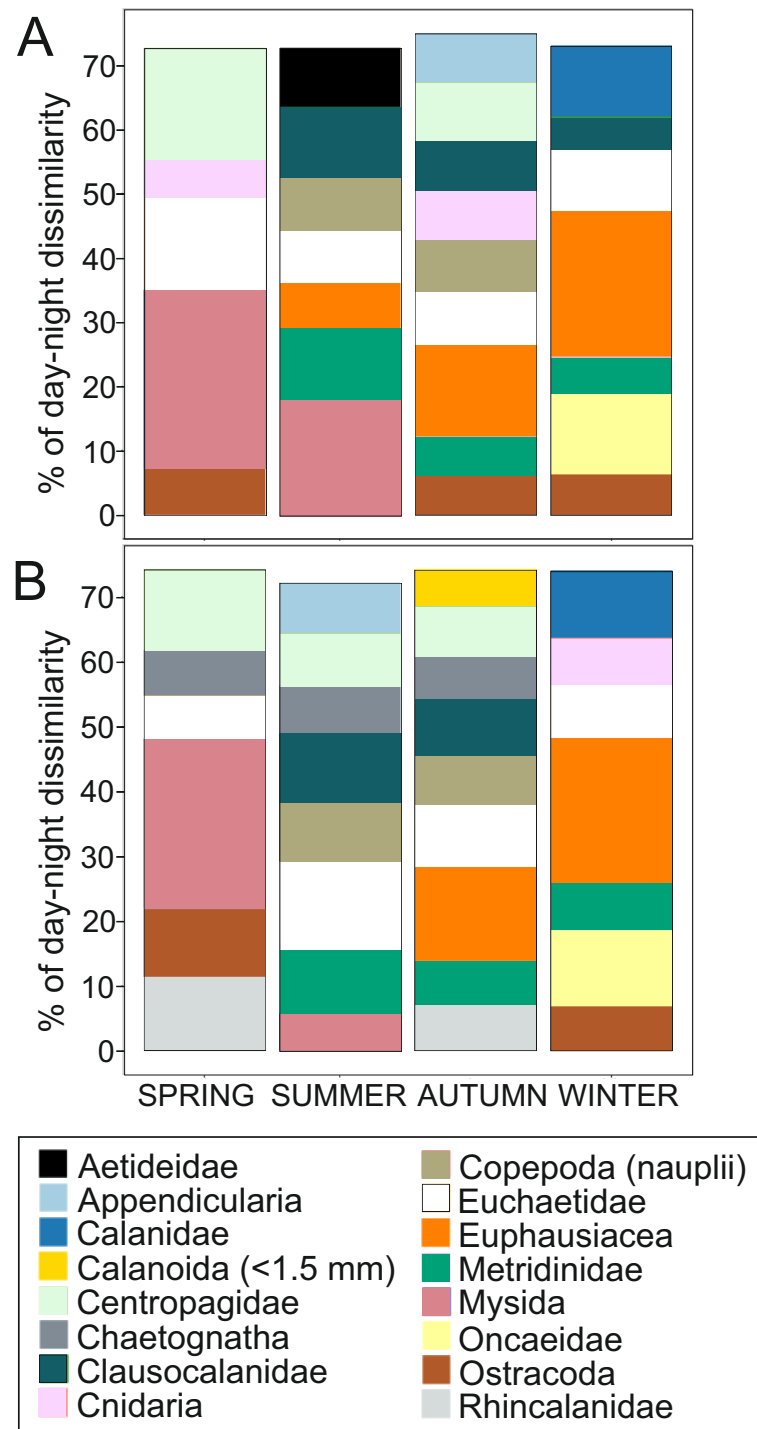 A
% of day-night dissimilarity
70
60
50
40
30
20
10
0
B
% of day-night dissimilarity
70
60
50
40
30
20
10
0
SPRING SUMMER AUTUMN WINTER
Aetideidae
Appendicularia
Calanidae
Calanoida (<1.5 mm)
Centropagidae
Chaetognatha
Clausocalanidae
Cnidaria
Copepoda (nauplii)
Euchaetidae
Euphausiacea
Metridinidae
Mysida
Oncaeidae
Ostracoda
Rhincalanidae